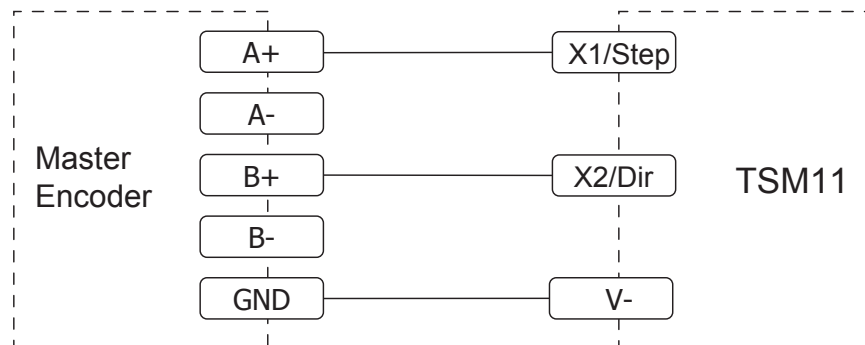 A+
X1/Step
A-
Master
Encoder
B+
X2/Dir
TSM11
B-
GND
V-